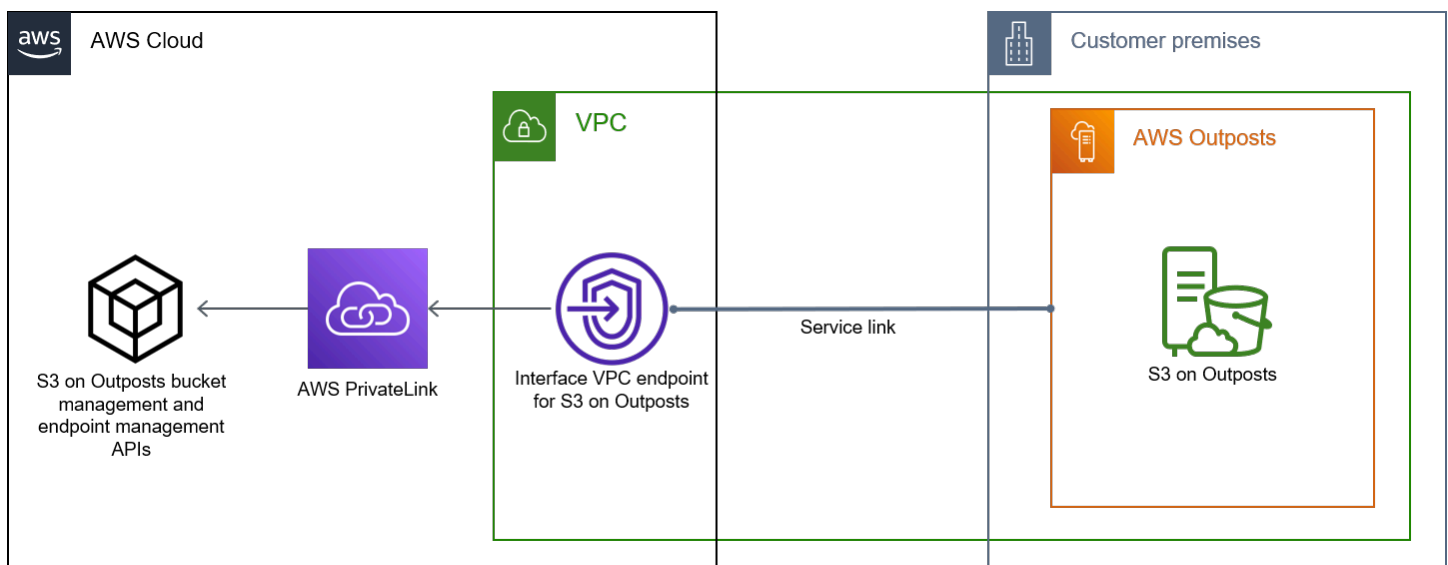 aws
AWS Cloud
Customer premises
VPC
AWS Outposts
Service link
S3 on Outposts bucket
management and
endpoint management
APIs
AWS PrivateLink
Interface VPC endpoint
for S3 on Outposts
S3 on Outposts